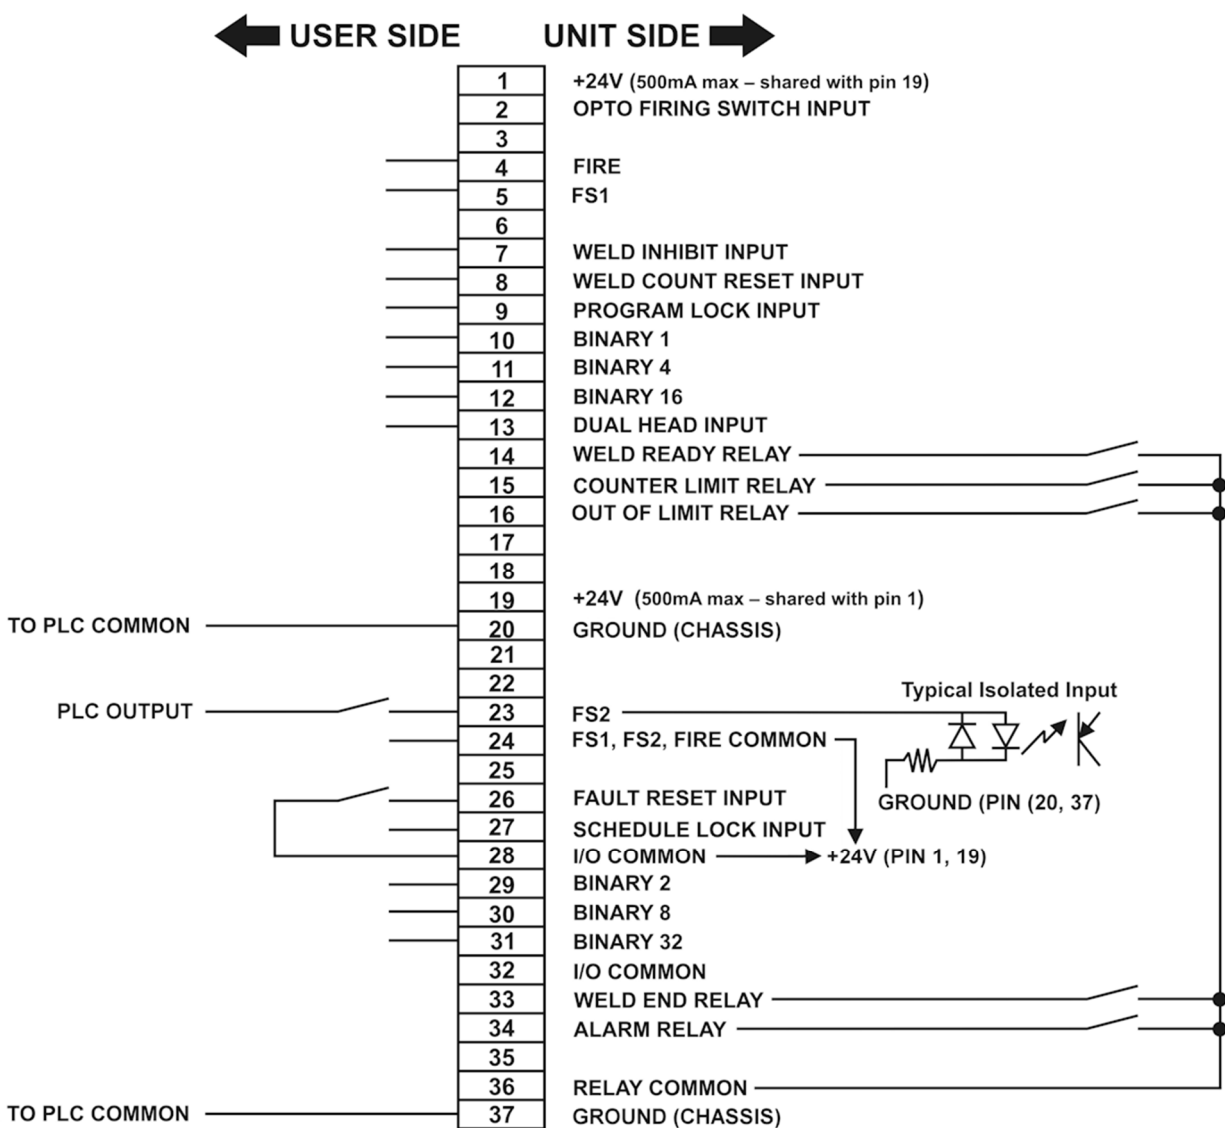 USER SIDE UNIT SIDE
1 +24V (500mA max – shared with pin 19)
2 OPTO FIRING SWITCH INPUT
3
4 FIRE
5 FS1
6
7 WELD INHIBIT INPUT
8 WELD COUNT RESET INPUT
9 PROGRAM LOCK INPUT
10 BINARY 1
11 BINARY 4
12 BINARY 16
13 DUAL HEAD INPUT
14 WELD READY RELAY
15 COUNTER LIMIT RELAY
16 OUT OF LIMIT RELAY
17
18
19 +24V (500mA max – shared with pin 1)
TO PLC COMMON 20 GROUND (CHASSIS)
21
22 Typical Isolated Input
PLC OUTPUT 23 FS2
24 FS1, FS2, FIRE COMMON
25
26 FAULT RESET INPUT GROUND (PIN (20, 37)
27 SCHEDULE LOCK INPUT
28 I/O COMMON +24V (PIN 1, 19)
29 BINARY 2
30 BINARY 8
31 BINARY 32
32 I/O COMMON
33 WELD END RELAY
34 ALARM RELAY
35
36 RELAY COMMON
TO PLC COMMON 37 GROUND (CHASSIS)